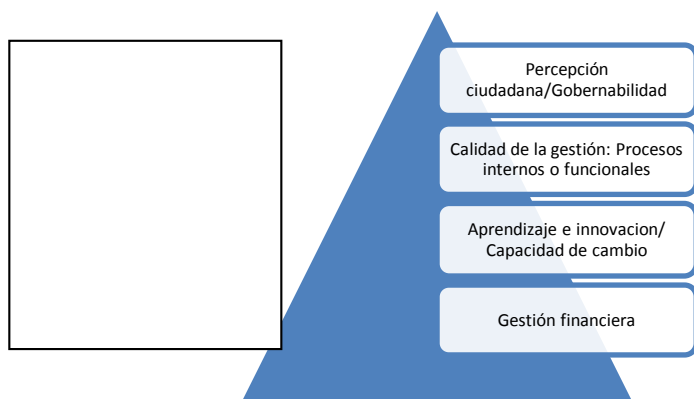 Percepción
ciudadana/Gobernabilidad
Calidad de la gestión: Procesos
internos o funcionales
Aprendizaje e innovacion/
Capacidad de cambio
Gestión financiera